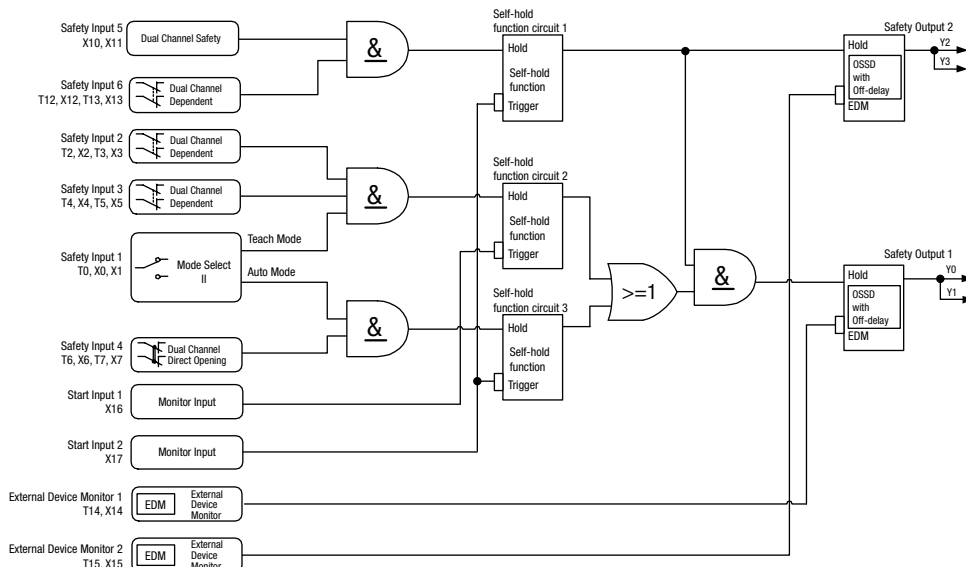 Safety Input 5
X10, X11
Dual Channel Safety
&
Safety Input 6
T12, X12, T13, X13
Dual Channel
Dependent
Self-hold
function circuit 1
Hold
Self-hold
function
Trigger
Safety Output 2
Hold
OSSD
with
Off-delay
EDM
Y2
Y3
Safety Input 2
T2, X2, T3, X3
Dual Channel
Dependent
Safety Input 3
T4, X4, T5, X5
Dual Channel
Dependent
&
Self-hold
function circuit 2
Hold
Self-hold
function
Trigger
Safety Input 1
T0, X0, X1
Mode Select
II
Teach Mode
Auto Mode
>=1
&
Safety Output 1
Hold
OSSD
with
Off-delay
EDM
Y0
Y1
&
Self-hold
function circuit 3
Hold
Self-hold
function
Trigger
Safety Input 4
T6, X6, T7, X7
Dual Channel
Direct Opening
Start Input 1
X16
Monitor Input
Start Input 2
X17
Monitor Input
External Device Monitor 1
T14, X14
EDM
External
Device
Monitor
External Device Monitor 2
T15, X15
EDM
External
Device
Monitor